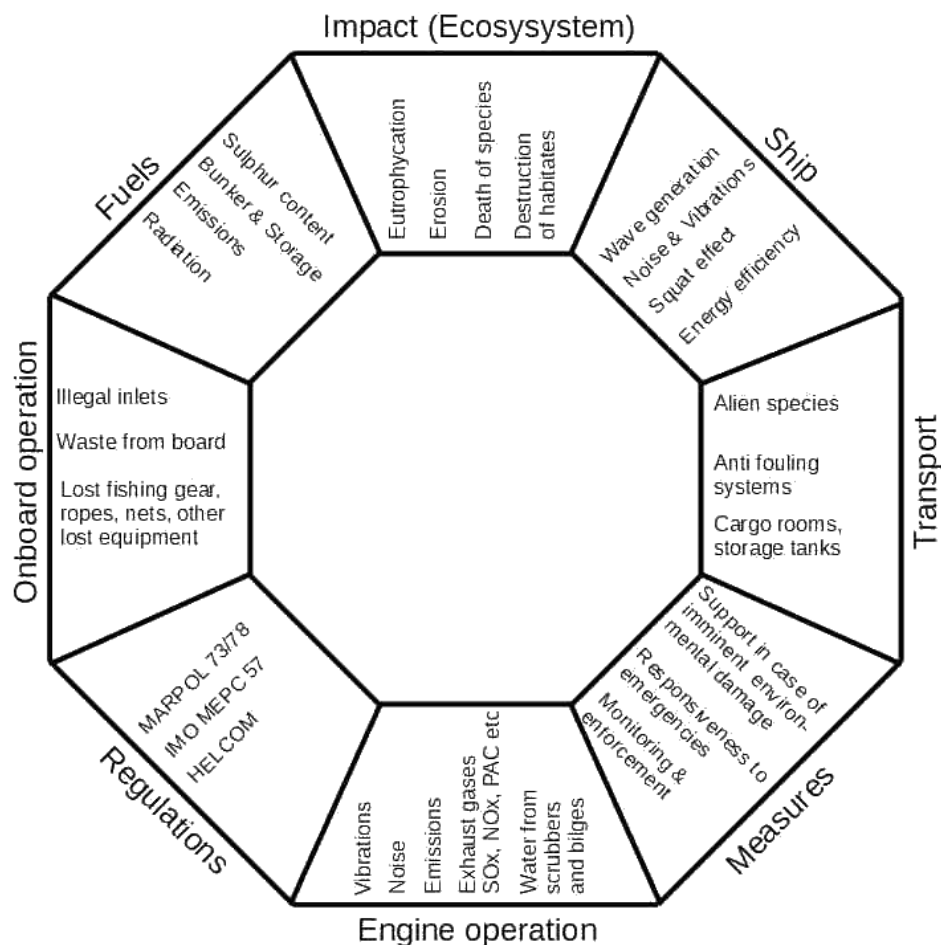 Impact (Ecosysystem)
Eutrophycation
Erosion
Death of species
Destruction
of habitates
Ship
Wave generation
Noise & Vibrations
Squat effect
Energy efficiency
Transport
Alien species
Anti fouling
systems
Cargo rooms,
storage tanks
Measures
Support in case of
imminent environ-
mental damage
Responsiveness to
emergencies
Monitoring &
enforcement
Engine operation
Vibrations
Noise
Emissions
Exhaust gases
SOx, NOx, PAC etc
Water from
scrubbers
and bilges
Regulations
MARPOL 73/78
IMO MEPC 57
HELCOM
Onboard operation
Illegal inlets
Waste from board
Lost fishing gear,
ropes, nets, other
lost equipment
Fuels
Sulphur content
Bunker & Storage
Emissions
Radiation